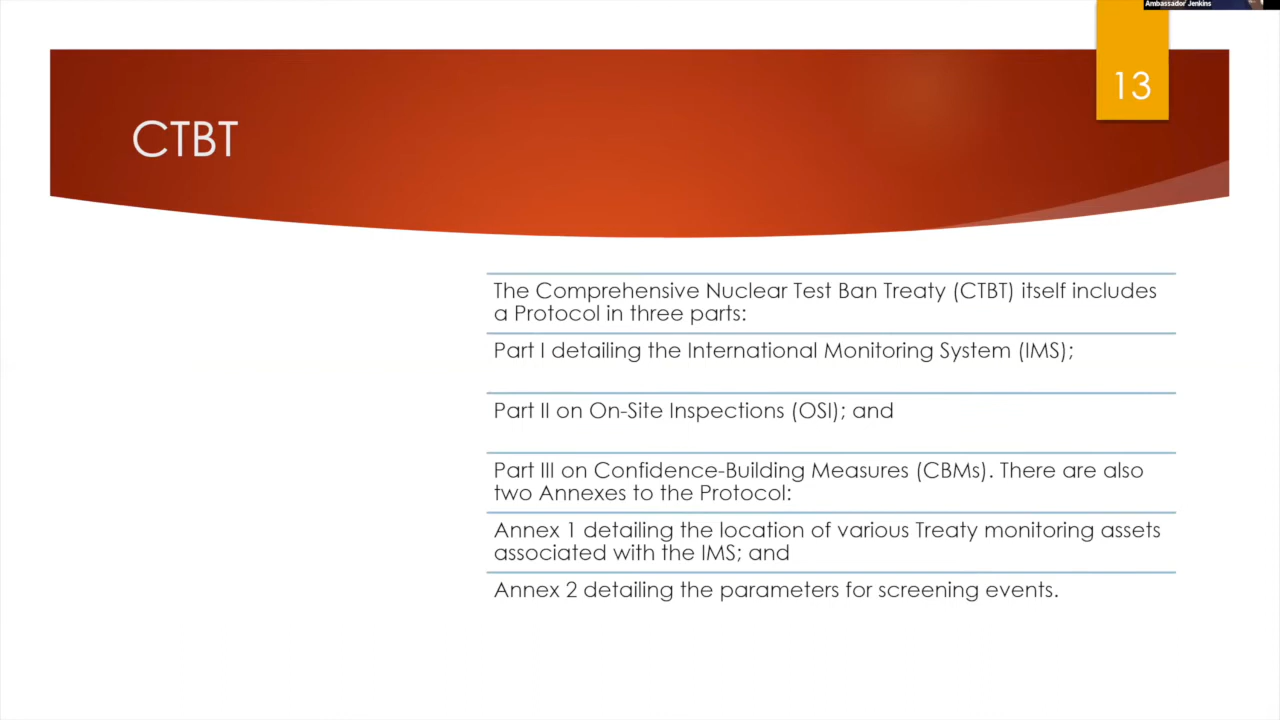 Ambassador Jenkins
13
CTBT
The Comprehensive Nuclear Test Ban Treaty (CTBT) itself includes
a Protocol in three parts:
Part I detailing the International Monitoring System (IMS);
Part II on On-Site Inspections (OSI); and
Part III on Confidence-Building Measures (CBMs). There are also
two Annexes to the Protocol:
Annex 1 detailing the location of various Treaty monitoring assets
associated with the IMS; and
Annex 2 detailing the parameters for screening events.